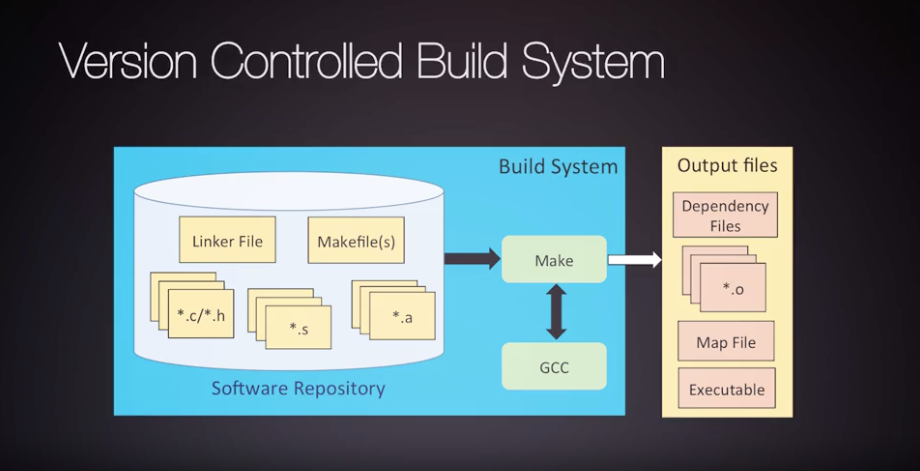 Version Controlled Build System
Build System
Linker File
Makefile(s)
*.c/*.h
*.s
*.a
Software Repository
Make
GCC
Output files
Dependency
Files
*.o
Map File
Executable